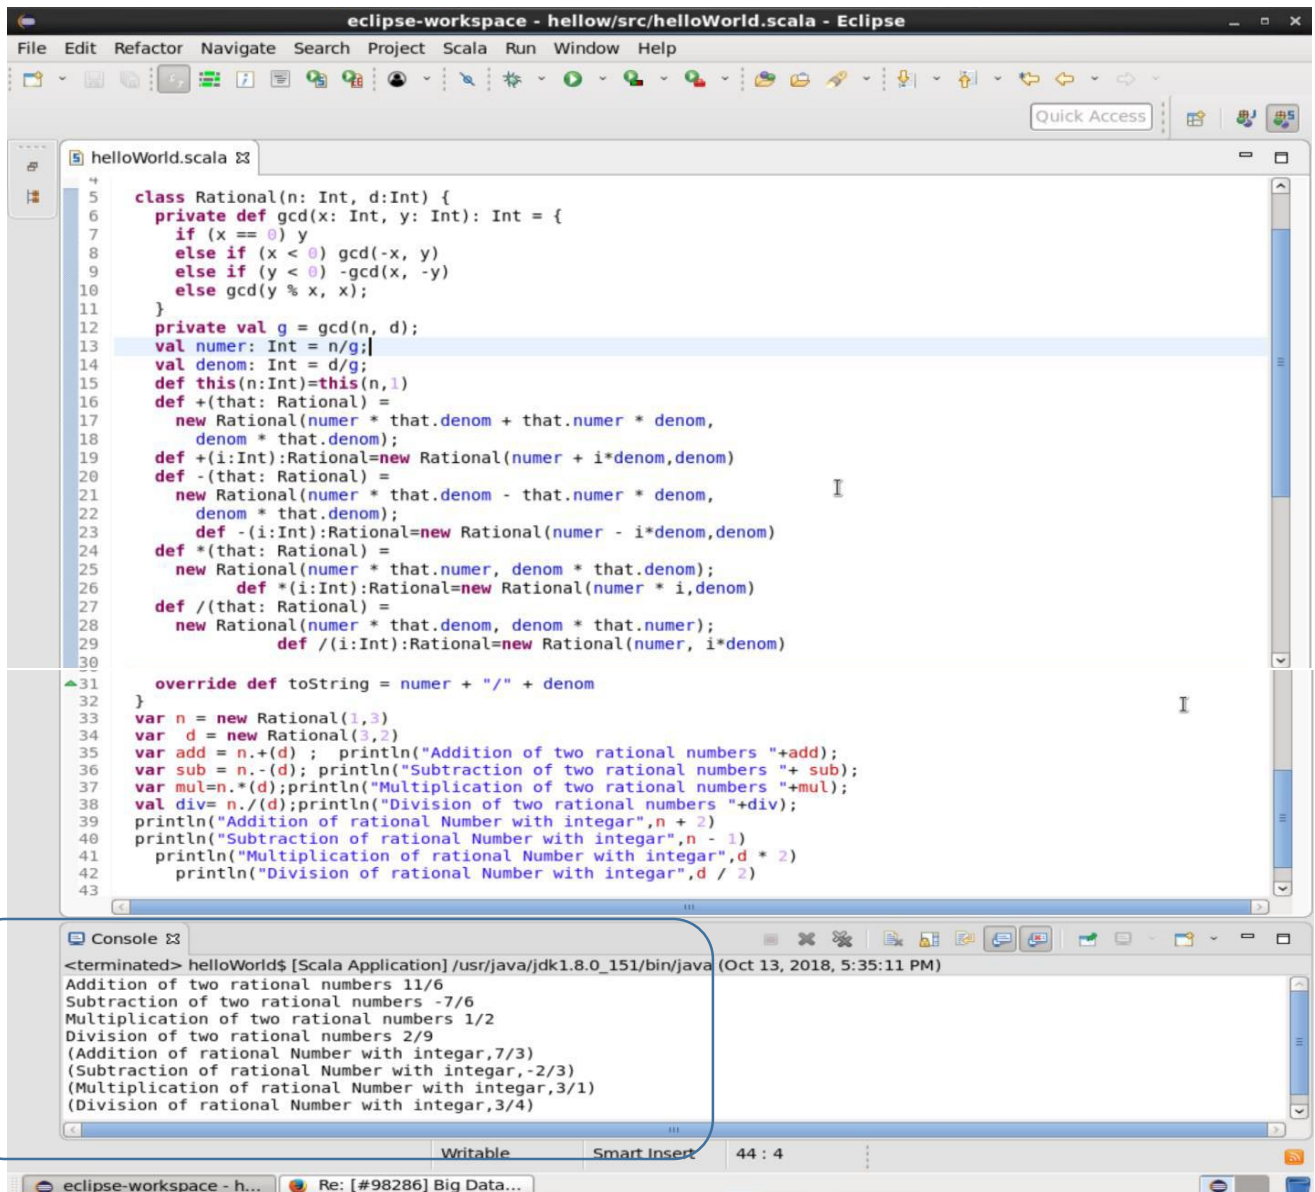 eclipse-workspace - hellow/src/helloWorld.scala - Eclipse
File Edit Refactor Navigate Search Project Scala Run Window Help
Quick Access
helloWorld.scala
4
5 class Rational(n: Int, d:Int) {
6 private def gcd(x: Int, y: Int): Int = {
7 if (x == 0) y
8 else if (x < 0) gcd(-x, y)
9 else if (y < 0) -gcd(x, -y)
10 else gcd(y % x, x);
11 }
12 private val g = gcd(n, d);
13 val numer: Int = n/g;
14 val denom: Int = d/g;
15 def this(n:Int)=this(n,1)
16 def +(that: Rational) =
17 new Rational(numer * that.denom + that.numer * denom,
18 denom * that.denom);
19 def +(i:Int):Rational=new Rational(numer + i*denom,denom)
20 def -(that: Rational) =
21 new Rational(numer * that.denom - that.numer * denom,
22 denom * that.denom);
23 def -(i:Int):Rational=new Rational(numer - i*denom,denom)
24 def *(that: Rational) =
25 new Rational(numer * that.numer, denom * that.denom);
26 def *(i:Int):Rational=new Rational(numer * i,denom)
27 def /(that: Rational) =
28 new Rational(numer * that.denom, denom * that.numer);
29 def /(i:Int):Rational=new Rational(numer, i*denom)
30
31 override def toString = numer + "/" + denom
32 }
33 var n = new Rational(1,3)
34 var d = new Rational(3,2)
35 var add = n.+(d) ; println("Addition of two rational numbers "+add);
36 var sub = n.-(d); println("Subtraction of two rational numbers "+ sub);
37 var mul=n.*(d);println("Multiplication of two rational numbers "+mul);
38 val div= n./(d);println("Division of two rational numbers "+div);
39 println("Addition of rational Number with integar",n + 2)
40 println("Subtraction of rational Number with integar",n - 1)
41 println("Multiplication of rational Number with integar",d * 2)
42 println("Division of rational Number with integar",d / 2)
43
Console
<terminated> helloWorld$ [Scala Application] /usr/java/jdk1.8.0_151/bin/java (Oct 13, 2018, 5:35:11 PM)
Addition of two rational numbers 11/6
Subtraction of two rational numbers -7/6
Multiplication of two rational numbers 1/2
Division of two rational numbers 2/9
(Addition of rational Number with integar,7/3)
(Subtraction of rational Number with integar,-2/3)
(Multiplication of rational Number with integar,3/1)
(Division of rational Number with integar,3/4)
Writable Smart Insert 44 : 4
eclipse-workspace - h... Re: [#98286] Big Data...